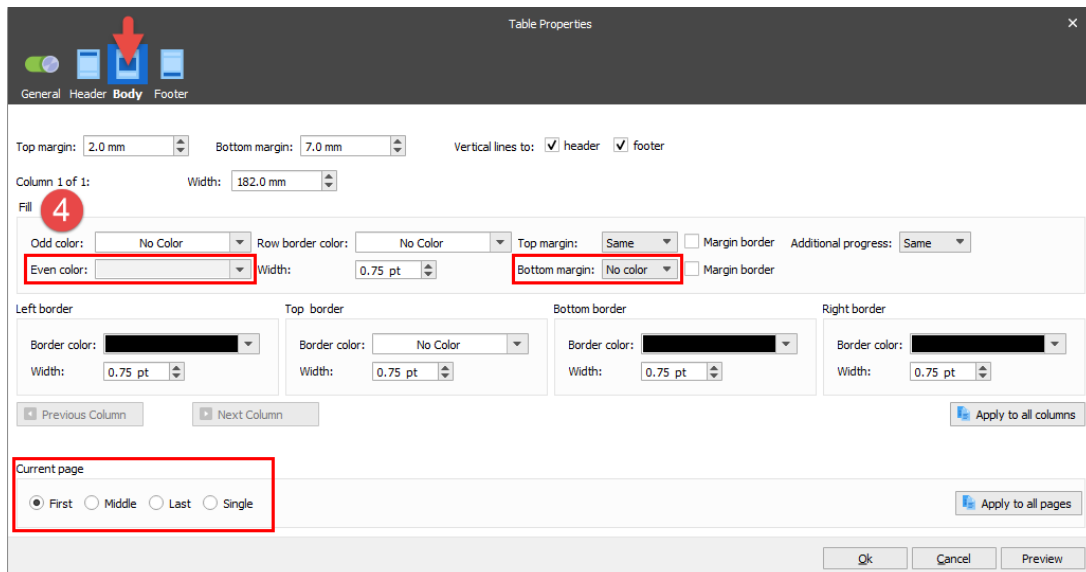 Table Properties
General Header Body Footer
Top margin: 2.0 mm Bottom margin: 7.0 mm Vertical lines to: header footer
Column 1 of 1: Width: 182.0 mm
Fill
4
Odd color: No Color Row border color: No Color Top margin: Same Margin border Additional progress: Same
Even color: Width: 0.75 pt Bottom margin: No color Margin border
Left border Top border Bottom border Right border
Border color: Border color: No Color Border color: Border color:
Width: 0.75 pt Width: 0.75 pt Width: 0.75 pt Width: 0.75 pt
Previous Column Next Column Apply to all columns
Current page
First Middle Last Single Apply to all pages
Ok Cancel Preview